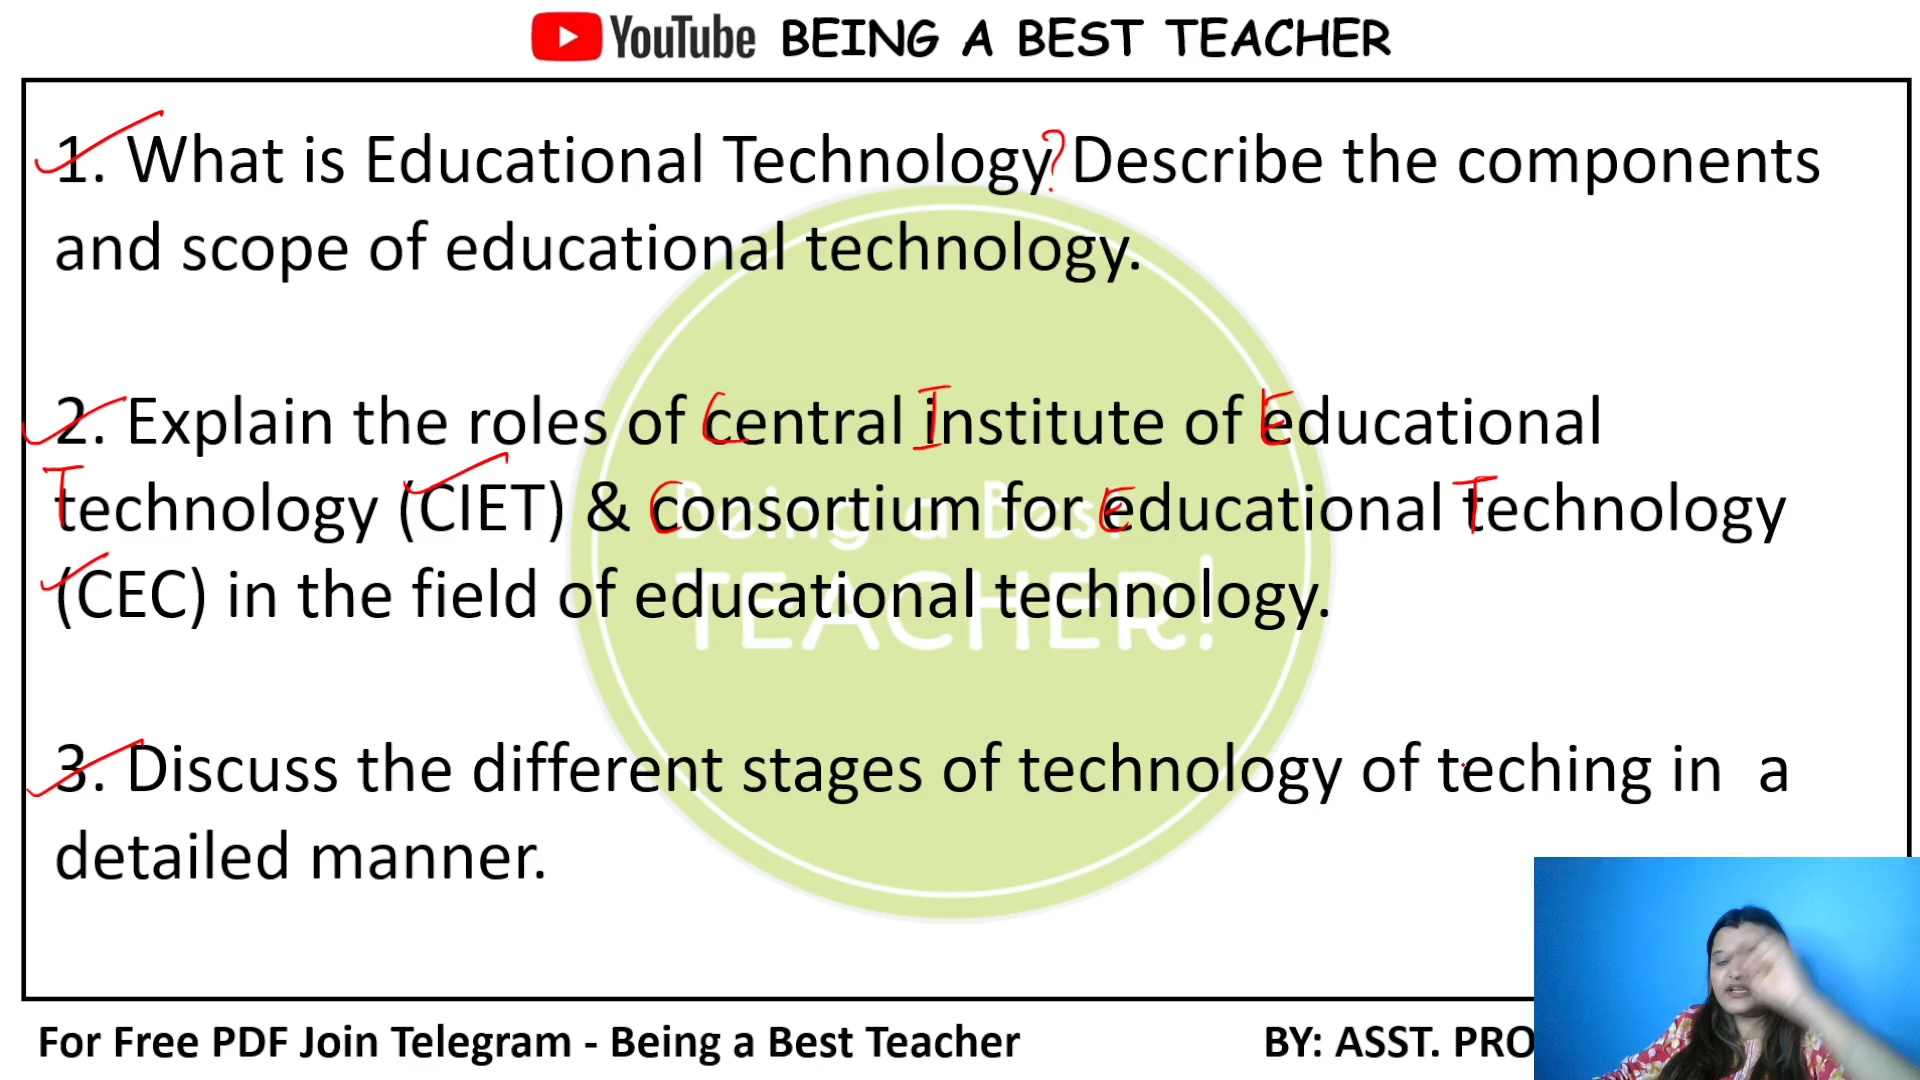 YouTube BEING A BEST TEACHER
1. What is Educational Technology? Describe the components
and scope of educational technology.
2. Explain the roles of Central Institute of Educational
Technology (CIET) & Consortium for Educational Technology
(CEC) in the field of educational technology.
Being a Best
TEACHER!
3. Discuss the different stages of technology of teching in a
detailed manner.
For Free PDF Join Telegram - Being a Best Teacher
BY: ASST. PRO